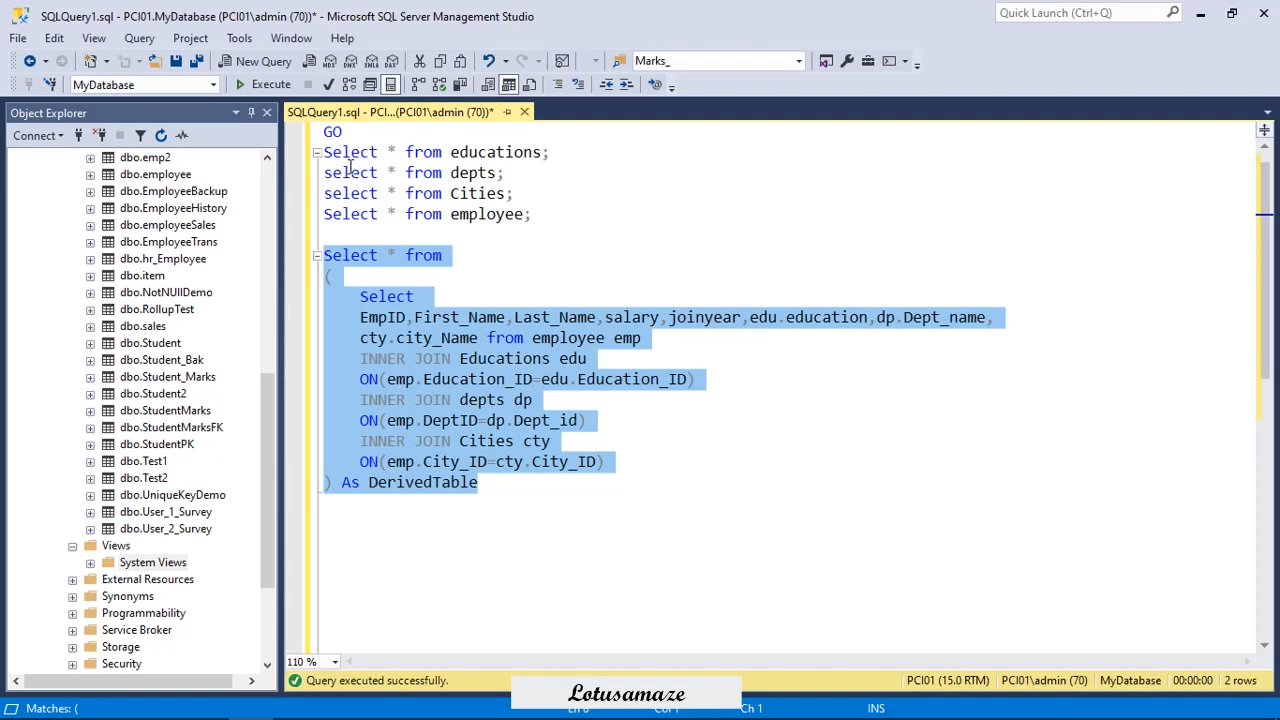 SQLQuery1.sql - PCI01.MyDatabase (PCI01\admin (70))* - Microsoft SQL Server Management Studio
Quick Launch (Ctrl+Q)
File Edit View Query Project Tools Window Help
New Query
Marks_
MyDatabase
Execute
Object Explorer
SQLQuery1.sql - PCI...(PCI01\admin (70))*
Connect
dbo.emp2
dbo.employee
dbo.EmployeeBackup
dbo.EmployeeHistory
dbo.employeeSales
dbo.EmployeeTrans
dbo.hr_Employee
dbo.item
dbo.NotNUllDemo
dbo.RollupTest
dbo.sales
dbo.Student
dbo.Student_Bak
dbo.Student_Marks
dbo.Student2
dbo.StudentMarks
dbo.StudentMarksFK
dbo.StudentPK
dbo.Test1
dbo.Test2
dbo.UniqueKeyDemo
dbo.User_1_Survey
dbo.User_2_Survey
Views
System Views
External Resources
Synonyms
Programmability
Service Broker
Storage
Security
GO
Select * from educations;
select * from depts;
select * from Cities;
Select * from employee;
Select * from
(
Select
EmpID,First_Name,Last_Name,salary,joinyear,edu.education,dp.Dept_name,
cty.city_Name from employee emp
INNER JOIN Educations edu
ON(emp.Education_ID=edu.Education_ID)
INNER JOIN depts dp
ON(emp.DeptID=dp.Dept_id)
INNER JOIN Cities cty
ON(emp.City_ID=cty.City_ID)
) As DerivedTable
110 %
Query executed successfully.
PCI01 (15.0 RTM) PCI01\admin (70) MyDatabase 00:00:00 2 rows
Lotusamaze
Matches: (
Ch 1
INS